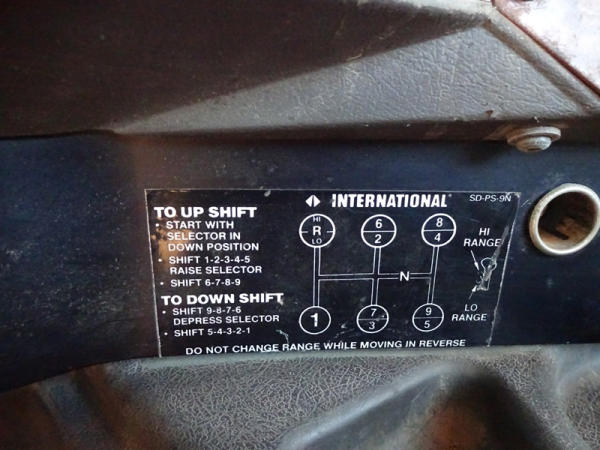 INTERNATIONAL®
SD-PS-9N
TO UP SHIFT
• START WITH
SELECTOR IN
DOWN POSITION
• SHIFT 1-2-3-4-5
RAISE SELECTOR
• SHIFT 6-7-8-9
TO DOWN SHIFT
• SHIFT 9-8-7-6
DEPRESS SELECTOR
• SHIFT 5-4-3-2-1
HI
R
LO
6
2
8
4
N
1
7
3
9
5
HI
RANGE
LO
RANGE
DO NOT CHANGE RANGE WHILE MOVING IN REVERSE